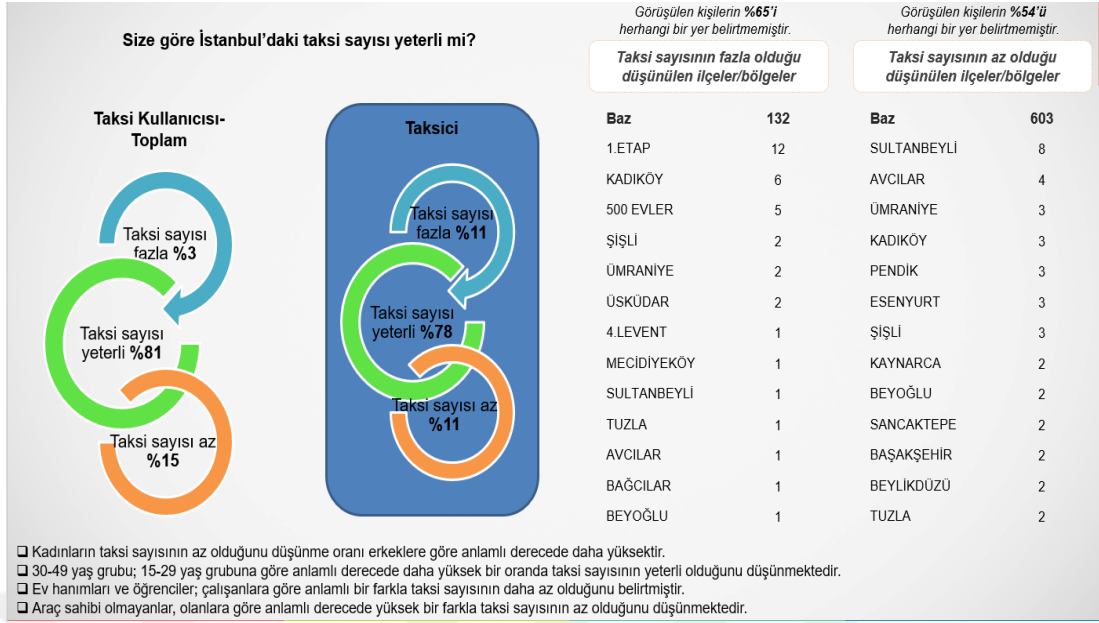 Size göre İstanbul'daki taksi sayısı yeterli mi?
Taksi Kullanıcısı-
Toplam
Taksi sayısı
fazla %3
Taksi sayısı
yeterli %81
Taksi sayısı az
%15
Taksici
Taksi sayısı
fazla %11
Taksi sayısı
yeterli %78
Taksi sayısı az
%11
Görüşülen kişilerin %65'i
herhangi bir yer belirtmemiştir.
Taksi sayısının fazla olduğu
düşünülen ilçeler/bölgeler
Baz 132
1.ETAP 12
KADIKÖY 6
500 EVLER 5
ŞİŞLİ 2
ÜMRANİYE 2
ÜSKÜDAR 2
4.LEVENT 1
MECİDİYEKÖY 1
SULTANBEYLİ 1
TUZLA 1
AVCILAR 1
BAĞCILAR 1
BEYOĞLU 1
Görüşülen kişilerin %54'ü
herhangi bir yer belirtmemiştir.
Taksi sayısının az olduğu
düşünülen ilçeler/bölgeler
Baz 603
SULTANBEYLİ 8
AVCILAR 4
ÜMRANİYE 3
KADIKÖY 3
PENDİK 3
ESENYURT 3
ŞİŞLİ 3
KAYNARCA 2
BEYOĞLU 2
SANCAKTEPE 2
BAŞAKŞEHİR 2
BEYLİKDÜZÜ 2
TUZLA 2
❑ Kadınların taksi sayısının az olduğunu düşünme oranı erkeklere göre anlamlı derecede daha yüksektir.
❑ 30-49 yaş grubu; 15-29 yaş grubuna göre anlamlı derecede daha yüksek bir oranda taksi sayısının yeterli olduğunu düşünmektedir.
❑ Ev hanımları ve öğrenciler; çalışanlara göre anlamlı bir farkla taksi sayısının daha az olduğunu belirtmiştir.
❑ Araç sahibi olmayanlar, olanlara göre anlamlı derecede yüksek bir farkla taksi sayısının az olduğunu düşünmektedir.